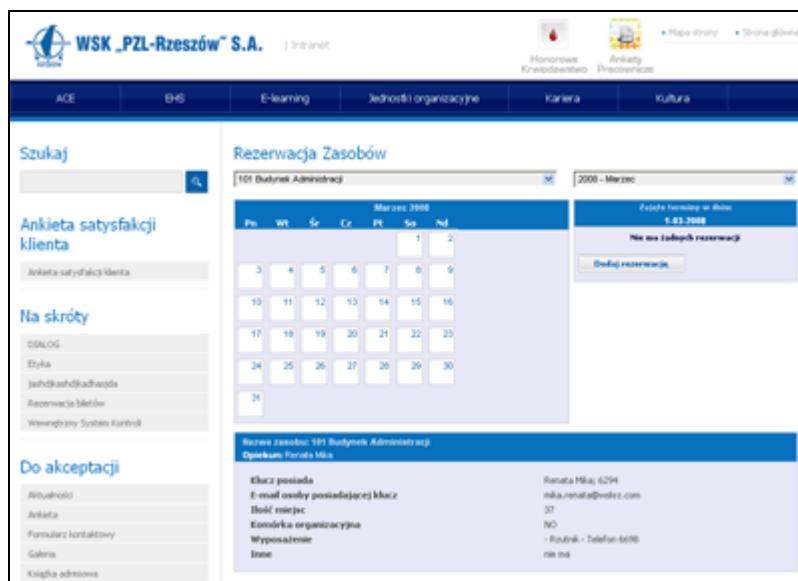 WSK „PZL-Rzeszów" S.A. | Intranet
Honorowe Krwiodawstwo
Ankiety Pracownicze
Mapa strony
Strona główna
ACE EHS E-learning Jednostki organizacyjne Kariera Kultura
Szukaj
Ankieta satysfakcji klienta
Ankieta satysfakcji klienta
Na skróty
DIALOG
Etyka
Rezerwacja biletów
Wewnętrzny System Kontroli
Do akceptacji
Aktualności
Ankieta
Formularz kontaktowy
Galeria
Książka adresowa
Rezerwacja Zasobów
101 Budynek Administracji
2008 - Marzec
Marzec 2008
Pn Wt Śr Cz Pt So Nd
1 2
3 4 5 6 7 8 9
10 11 12 13 14 15 16
17 18 19 20 21 22 23
24 25 26 27 28 29 30
31
Zajęte terminy w dniu:
1-03-2008
Nie ma żadnych rezerwacji
Dodaj rezerwację
Nazwa zasobu: 101 Budynek Administracji
Opiekun: Renata Mika
Klucz posiada Renata Mika; 6294
E-mail osoby posiadającej klucz
Ilość miejsc 37
Komórka organizacyjna NO
Wyposażenie - Rzutnik - Telefon 6698
Inne nie ma